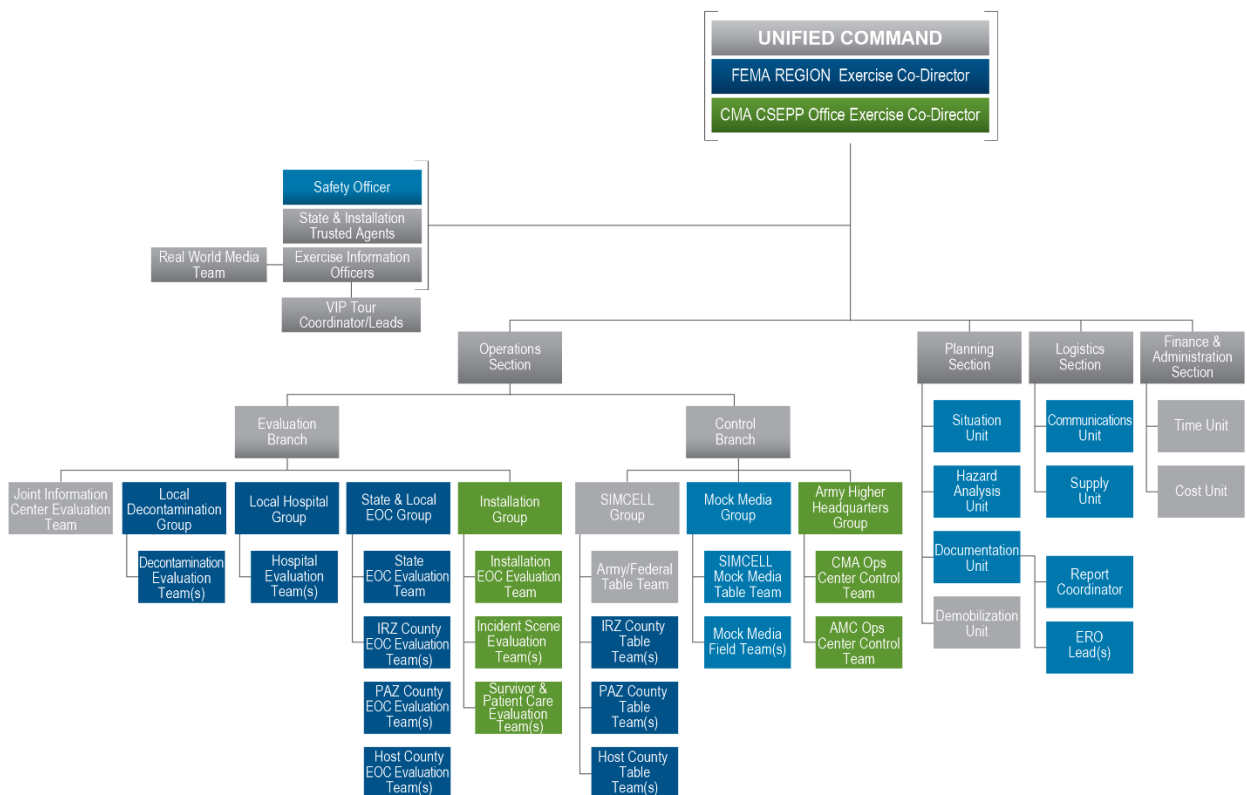 UNIFIED COMMAND
FEMA REGION Exercise Co-Director
CMA CSEPP Office Exercise Co-Director
Safety Officer
State & Installation
Trusted Agents
Real World Media
Team
Exercise Information
Officers
VIP Tour
Coordinator/Leads
Operations
Section
Planning
Section
Logistics
Section
Finance &
Administration
Section
Evaluation
Branch
Control
Branch
Situation
Unit
Communications
Unit
Time Unit
Hazard
Analysis
Unit
Supply
Unit
Cost Unit
Documentation
Unit
Report
Coordinator
Demobilization
Unit
ERO
Lead(s)
Joint Information
Center Evaluation
Team
Local
Decontamination
Group
Local Hospital
Group
State & Local
EOC Group
Installation
Group
SIMCELL
Group
Mock Media
Group
Army Higher
Headquarters
Group
Decontamination
Evaluation
Team(s)
Hospital
Evaluation
Team(s)
State
EOC Evaluation
Team
Installation
EOC Evaluation
Team
Army/Federal
Table Team
SIMCELL
Mock Media
Table Team
CMA Ops
Center Control
Team
IRZ County
EOC Evaluation
Team(s)
Incident Scene
Evaluation
Team(s)
IRZ County
Table
Team(s)
Mock Media
Field Team(s)
AMC Ops
Center Control
Team
PAZ County
EOC Evaluation
Team(s)
Survivor &
Patient Care
Evaluation
Team(s)
PAZ County
Table
Team(s)
Host County
EOC Evaluation
Team(s)
Host County
Table
Team(s)